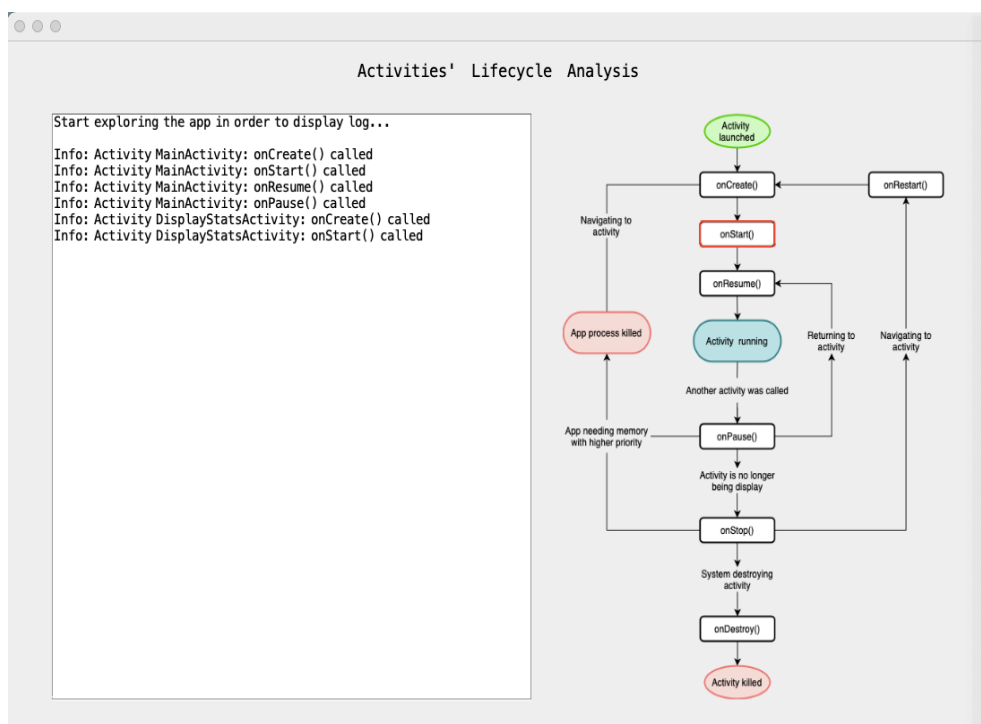 Activities' Lifecycle Analysis
Start exploring the app in order to display log...
Info: Activity MainActivity: onCreate() called
Info: Activity MainActivity: onStart() called
Info: Activity MainActivity: onResume() called
Info: Activity MainActivity: onPause() called
Info: Activity DisplayStatsActivity: onCreate() called
Info: Activity DisplayStatsActivity: onStart() called
Activity
launched
onCreate()
onRestart()
Navigating to
activity
onStart()
onResume()
App process killed
Activity running
Returning to
activity
Navigating to
activity
Another activity was called
App needing memory
with higher priority
onPause()
Activity is no longer
being display
onStop()
System destroying
activity
onDestroy()
Activity killed